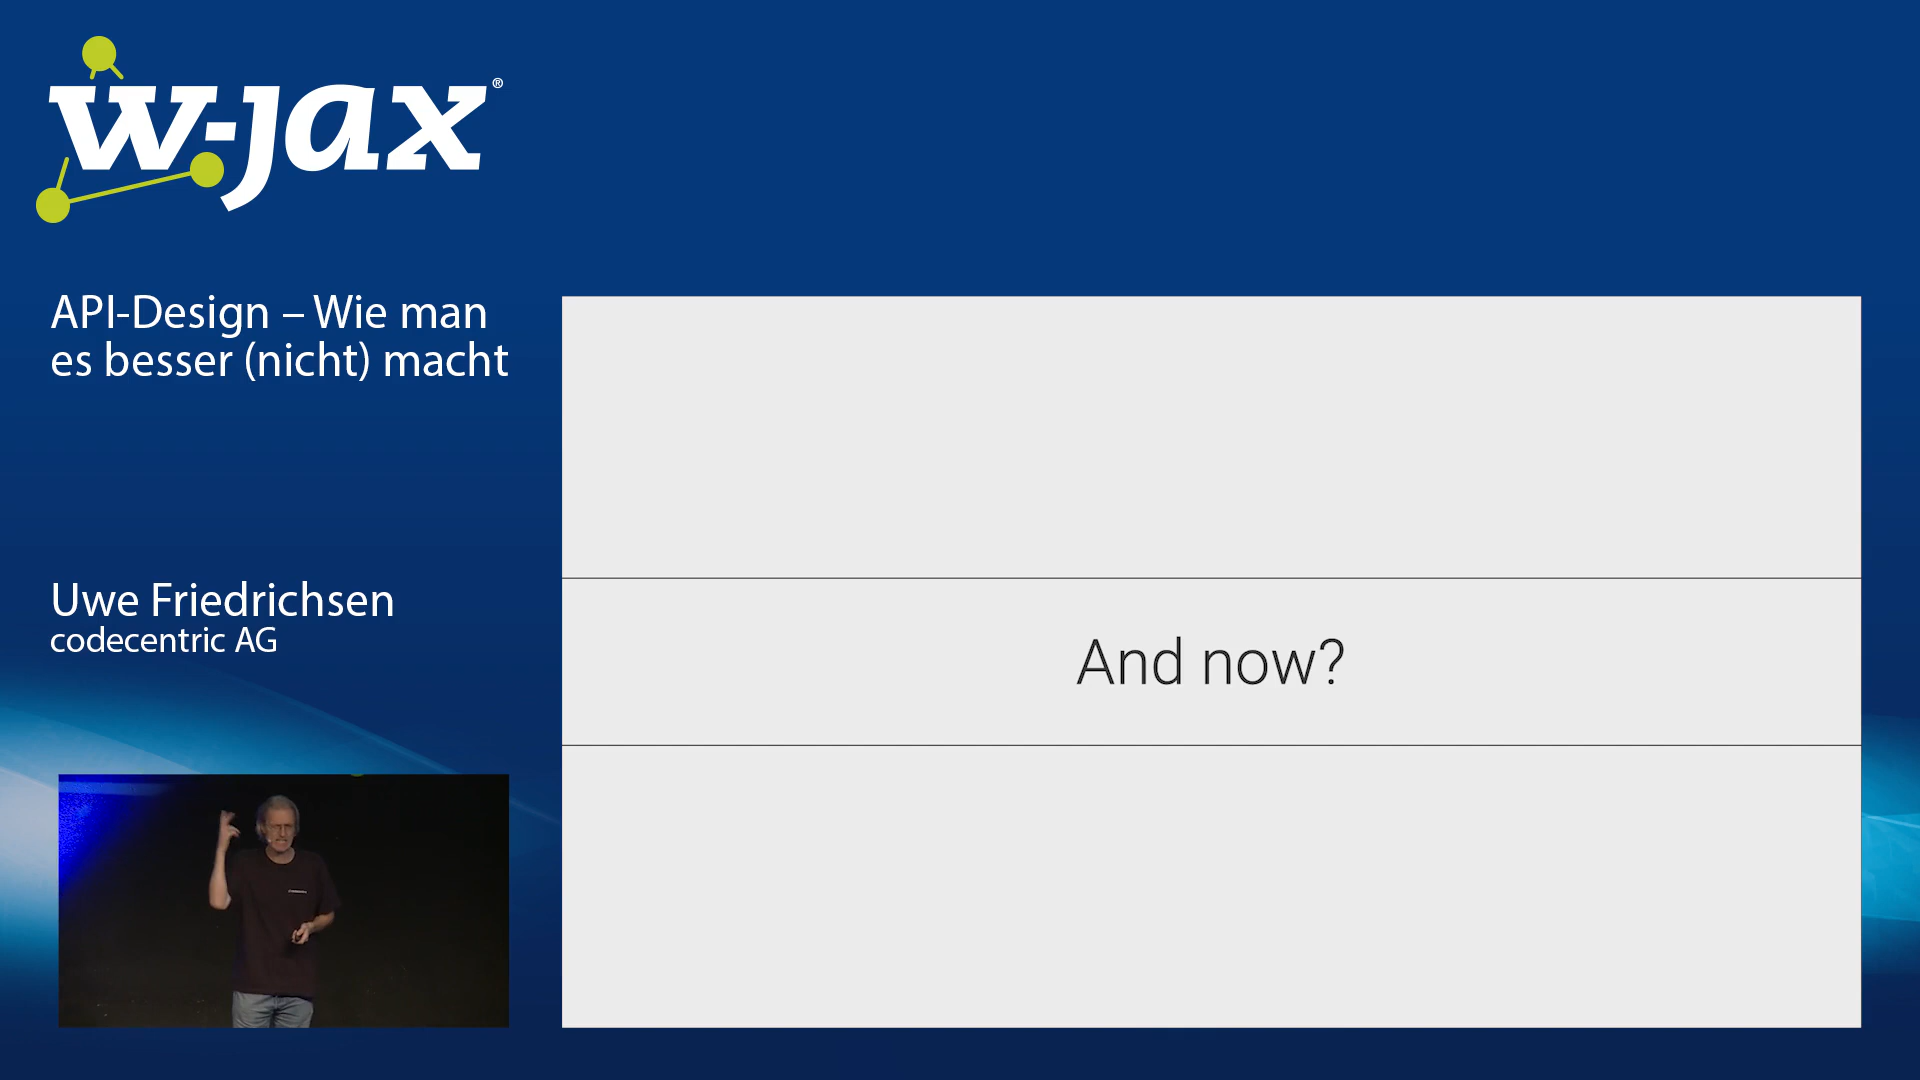 w-jax®
API-Design – Wie man
es besser (nicht) macht
Uwe Friedrichsen
codecentric AG
And now?